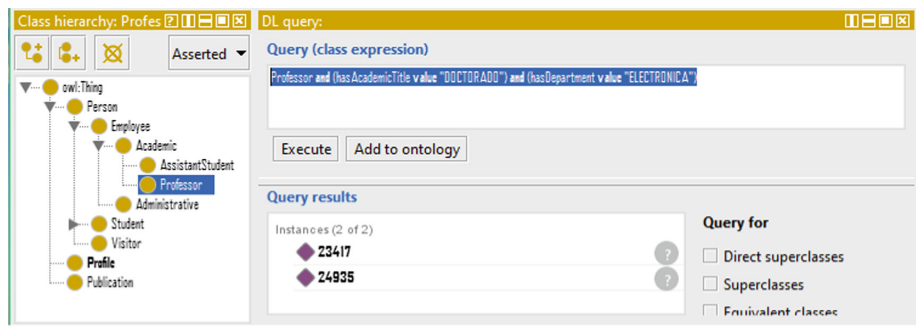 Class hierarchy: Profes
Asserted
owl:Thing
Person
Employee
Academic
AssistantStudent
Professor
Administrative
Student
Visitor
Profile
Publication
DL query:
Query (class expression)
Professor and (hasAcademicTitle value "DOCTORADO") and (hasDepartment value "ELECTRONICA")
Execute
Add to ontology
Query results
Instances (2 of 2)
23417
?
24935
?
Query for
Direct superclasses
Superclasses
Equivalent classes